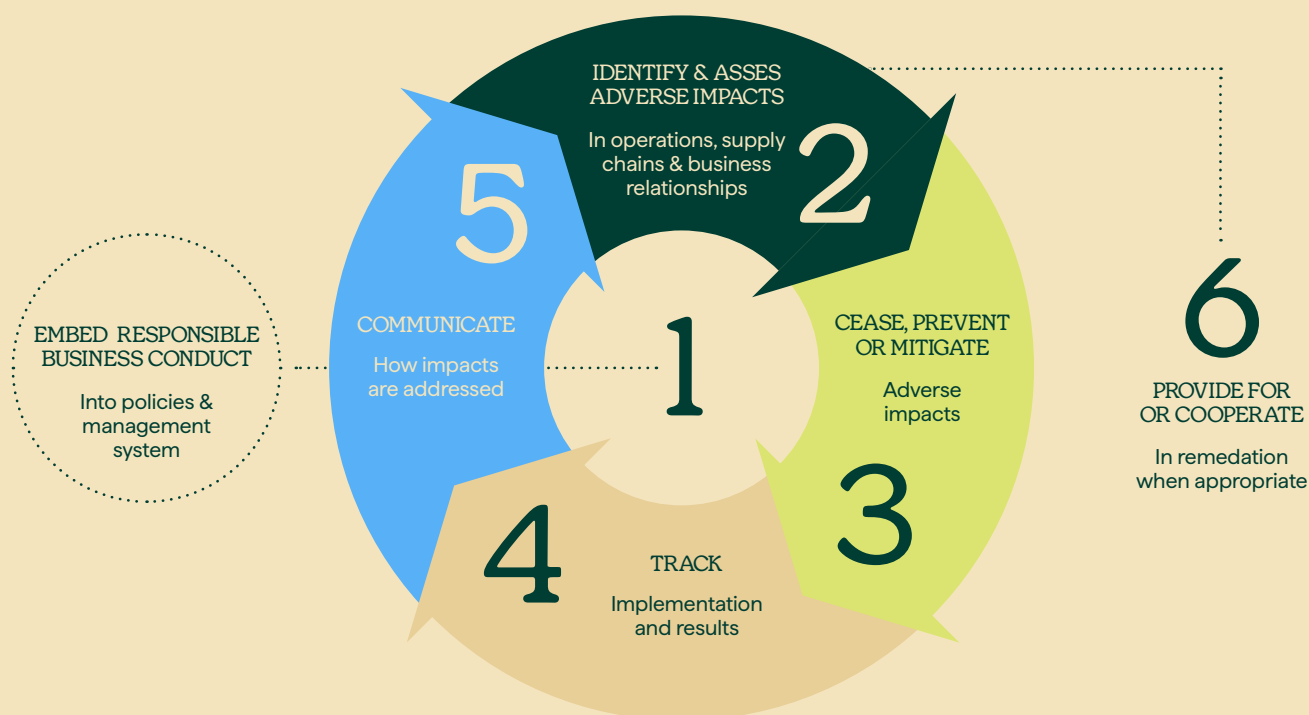 1
EMBED RESPONSIBLE
BUSINESS CONDUCT
Into policies &
management
system
IDENTIFY & ASSES
ADVERSE IMPACTS
In operations, supply
chains & business
relationships
2
CEASE, PREVENT
OR MITIGATE
Adverse
impacts
3
4
TRACK
Implementation
and results
5
COMMUNICATE
How impacts
are addressed
6
PROVIDE FOR
OR COOPERATE
In remedation
when appropriate